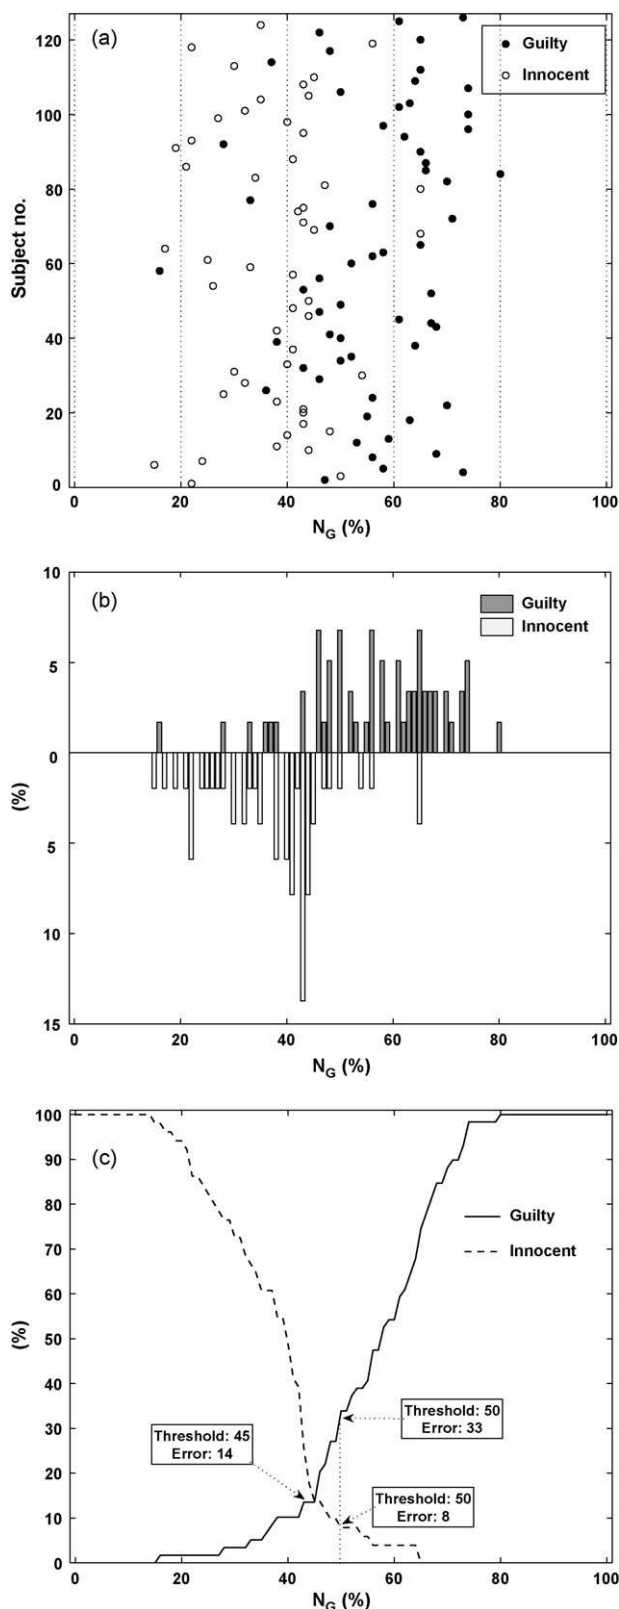 (a)
Guilty
Innocent
120
100
80
60
40
20
0
Subject no.
0 20 40 60 80 100
N_G (%)
(b)
Guilty
Innocent
10
5
0
5
10
15
(%)
0 20 40 60 80 100
N_G (%)
(c)
100
90
80
70
60
50
40
30
20
10
0
(%)
Guilty
Innocent
Threshold: 50
Error: 33
Threshold: 45
Error: 14
Threshold: 50
Error: 8
0 20 40 60 80 100
N_G (%)